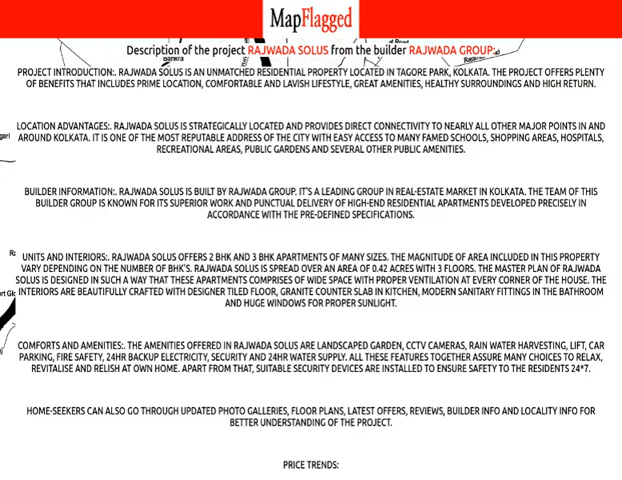 MapFlagged
Description of the project RAJWADA SOLUS from the builder RAJWADA GROUP:
Bankra
PROJECT INTRODUCTION:. RAJWADA SOLUS IS AN UNMATCHED RESIDENTIAL PROPERTY LOCATED IN TAGORE PARK, KOLKATA. THE PROJECT OFFERS PLENTY
OF BENEFITS THAT INCLUDES PRIME LOCATION, COMFORTABLE AND LAVISH LIFESTYLE, GREAT AMENITIES, HEALTHY SURROUNDINGS AND HIGH RETURN.
LOCATION ADVANTAGES:. RAJWADA SOLUS IS STRATEGICALLY LOCATED AND PROVIDES DIRECT CONNECTIVITY TO NEARLY ALL OTHER MAJOR POINTS IN AND
AROUND KOLKATA. IT IS ONE OF THE MOST REPUTABLE ADDRESS OF THE CITY WITH EASY ACCESS TO MANY FAMED SCHOOLS, SHOPPING AREAS, HOSPITALS,
RECREATIONAL AREAS, PUBLIC GARDENS AND SEVERAL OTHER PUBLIC AMENITIES.
BUILDER INFORMATION:. RAJWADA SOLUS IS BUILT BY RAJWADA GROUP. IT'S A LEADING GROUP IN REAL-ESTATE MARKET IN KOLKATA. THE TEAM OF THIS
BUILDER GROUP IS KNOWN FOR ITS SUPERIOR WORK AND PUNCTUAL DELIVERY OF HIGH-END RESIDENTIAL APARTMENTS DEVELOPED PRECISELY IN
ACCORDANCE WITH THE PRE-DEFINED SPECIFICATIONS.
UNITS AND INTERIORS:. RAJWADA SOLUS OFFERS 2 BHK AND 3 BHK APARTMENTS OF MANY SIZES. THE MAGNITUDE OF AREA INCLUDED IN THIS PROPERTY
VARY DEPENDING ON THE NUMBER OF BHK'S. RAJWADA SOLUS IS SPREAD OVER AN AREA OF 0.42 ACRES WITH 3 FLOORS. THE MASTER PLAN OF RAJWADA
SOLUS IS DESIGNED IN SUCH A WAY THAT THESE APARTMENTS COMPRISES OF WIDE SPACE WITH PROPER VENTILATION AT EVERY CORNER OF THE HOUSE. THE
INTERIORS ARE BEAUTIFULLY CRAFTED WITH DESIGNER TILED FLOOR, GRANITE COUNTER SLAB IN KITCHEN, MODERN SANITARY FITTINGS IN THE BATHROOM
AND HUGE WINDOWS FOR PROPER SUNLIGHT.
COMFORTS AND AMENITIES:. THE AMENITIES OFFERED IN RAJWADA SOLUS ARE LANDSCAPED GARDEN, CCTV CAMERAS, RAIN WATER HARVESTING, LIFT, CAR
PARKING, FIRE SAFETY, 24HR BACKUP ELECTRICITY, SECURITY AND 24HR WATER SUPPLY. ALL THESE FEATURES TOGETHER ASSURE MANY CHOICES TO RELAX,
REVITALISE AND RELISH AT OWN HOME. APART FROM THAT, SUITABLE SECURITY DEVICES ARE INSTALLED TO ENSURE SAFETY TO THE RESIDENTS 24*7.
HOME-SEEKERS CAN ALSO GO THROUGH UPDATED PHOTO GALLERIES, FLOOR PLANS, LATEST OFFERS, REVIEWS, BUILDER INFO AND LOCALITY INFO FOR
BETTER UNDERSTANDING OF THE PROJECT.
PRICE TRENDS: